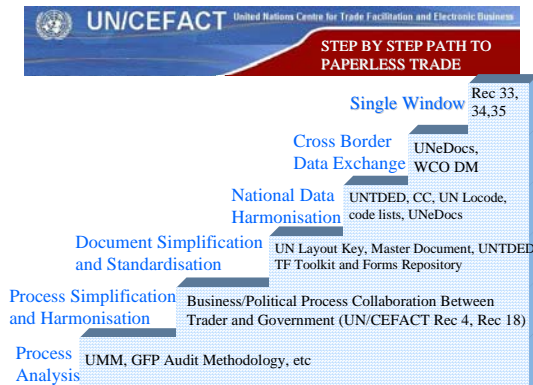 UN/CEFACT United Nations Centre for Trade Facilitation and Electronic Business
STEP BY STEP PATH TO
PAPERLESS TRADE
Single Window
Rec 33,
34,35
Cross Border
Data Exchange
UNeDocs,
WCO DM
National Data
Harmonisation
UNTDED, CC, UN Locode,
code lists, UNeDocs
Document Simplification
and Standardisation
UN Layout Key, Master Document, UNTDED
TF Toolkit and Forms Repository
Process Simplification
and Harmonisation
Business/Political Process Collaboration Between
Trader and Government (UN/CEFACT Rec 4, Rec 18)
Process
Analysis
UMM, GFP Audit Methodology, etc